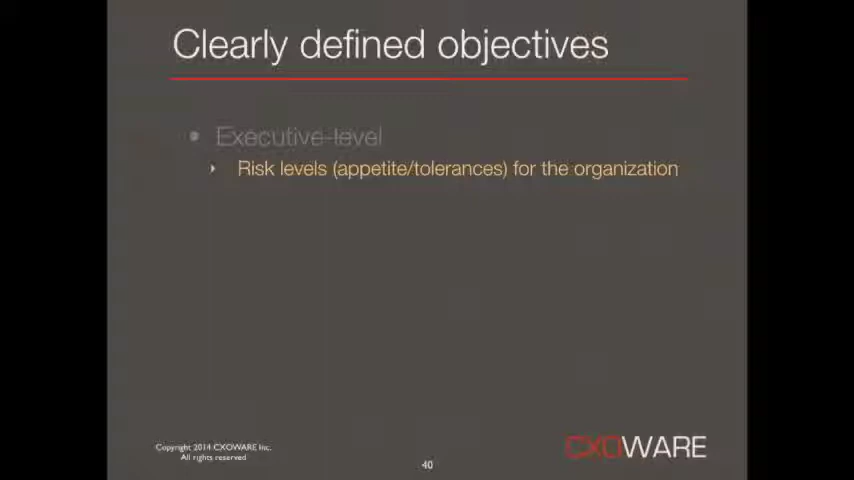 Clearly defined objectives
• Executive-level
Risk levels (appetite/tolerances) for the organization
Copyright 2014 CXOWARE Inc.
All rights reserved
40
CXOWARE